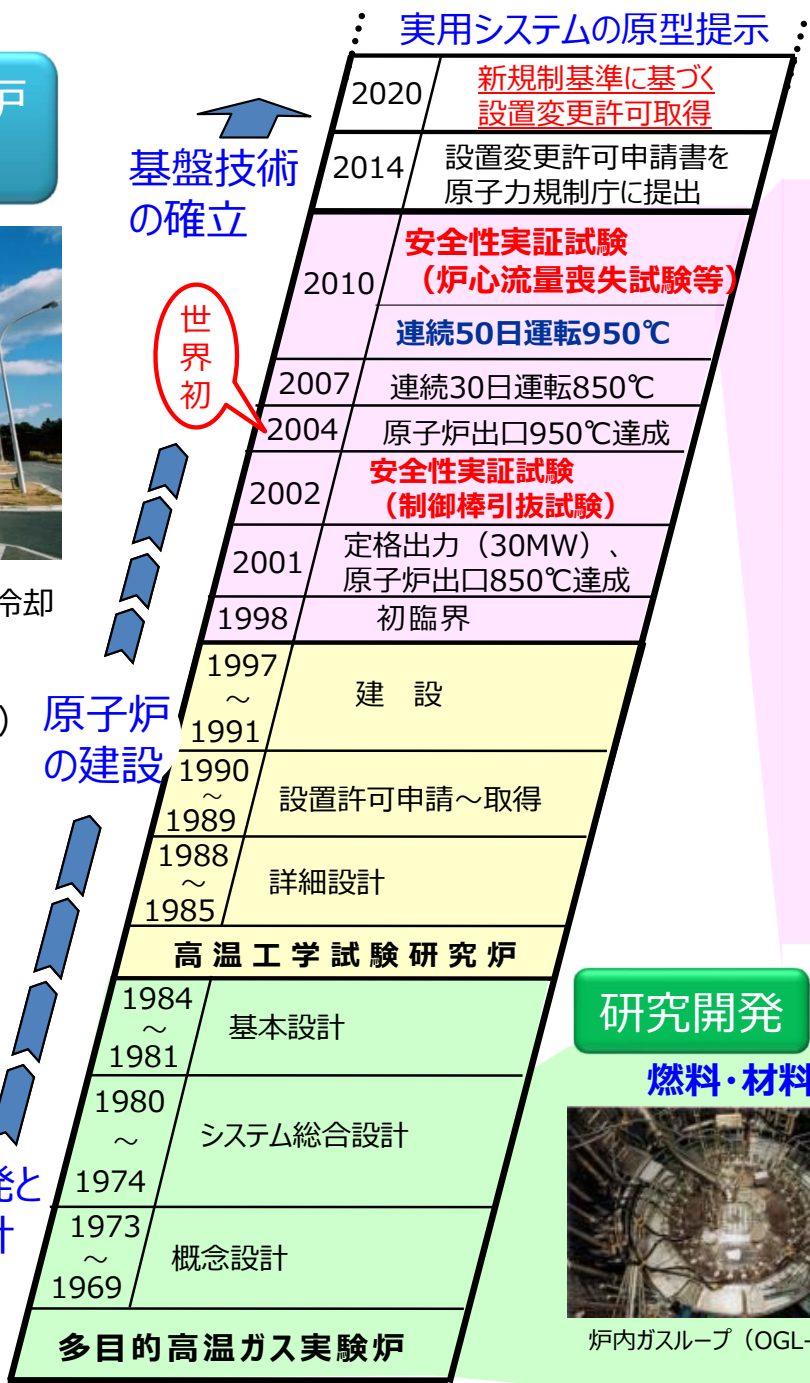 実用システムの原型提示
炉
2020
新規制基準に基づく
設置変更許可取得
基盤技術
の確立
2014
設置変更許可申請書を
原子力規制庁に提出
2010
安全性実証試験
(炉心流量喪失試験等)
連続50日運転950℃
世
界
初
2007
連続30日運転850℃
2004
原子炉出口950℃達成
2002
安全性実証試験
(制御棒引抜試験)
2001
定格出力(30MW)、
原子炉出口850℃達成
冷却
1998
初臨界
)
原子炉
の建設
1997
~
1991
建 設
1990
~
1989
設置許可申請~取得
1988
~
1985
詳細設計
高温工学試験研究炉
1984
~
1981
基本設計
研究開発
燃料・材料
1980
~
1974
システム総合設計
発と
計
1973
~
1969
概念設計
炉内ガスループ(OGL-
多目的高温ガス実験炉